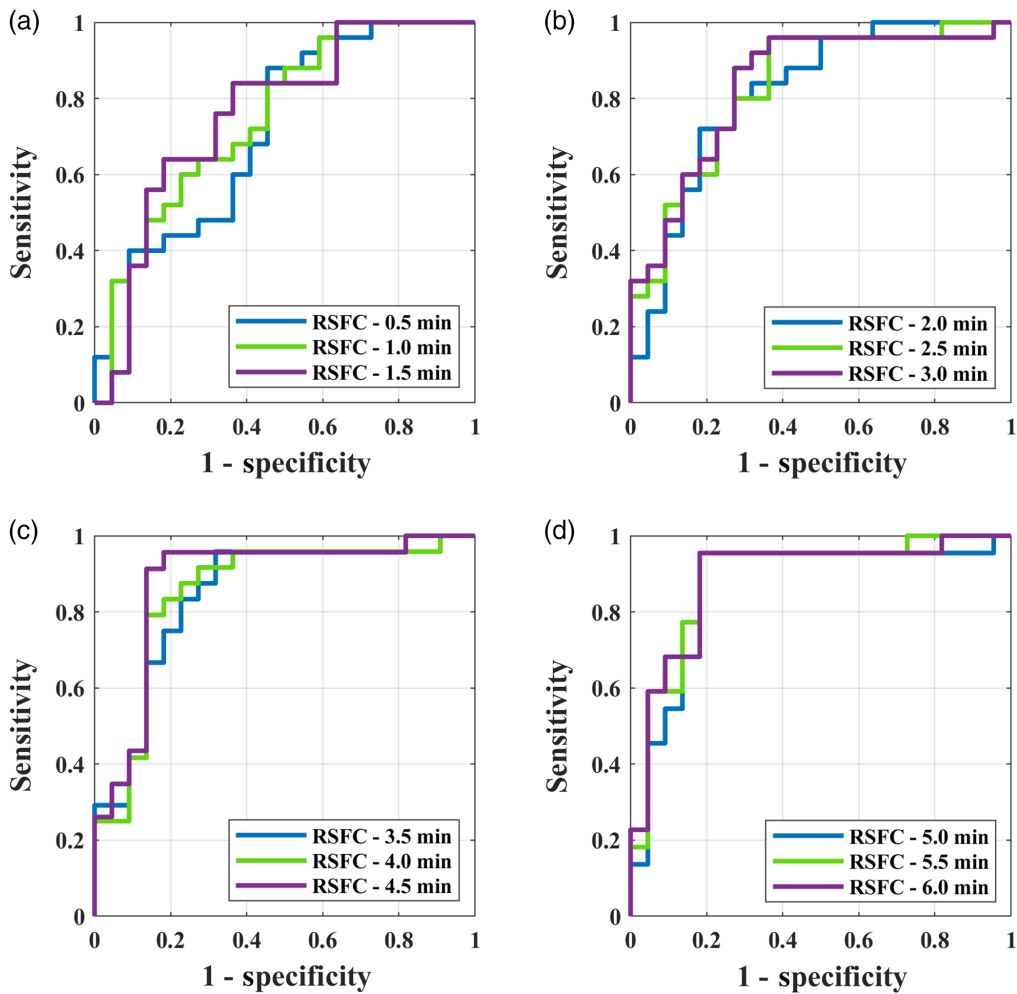 (a)
1
0.8
0.6
0.4
0.2
0
Sensitivity
0 0.2 0.4 0.6 0.8 1
1 - specificity
RSFC - 0.5 min
RSFC - 1.0 min
RSFC - 1.5 min
(b)
1
0.8
0.6
0.4
0.2
0
Sensitivity
0 0.2 0.4 0.6 0.8 1
1 - specificity
RSFC - 2.0 min
RSFC - 2.5 min
RSFC - 3.0 min
(c)
1
0.8
0.6
0.4
0.2
0
Sensitivity
0 0.2 0.4 0.6 0.8 1
1 - specificity
RSFC - 3.5 min
RSFC - 4.0 min
RSFC - 4.5 min
(d)
1
0.8
0.6
0.4
0.2
0
Sensitivity
0 0.2 0.4 0.6 0.8 1
1 - specificity
RSFC - 5.0 min
RSFC - 5.5 min
RSFC - 6.0 min